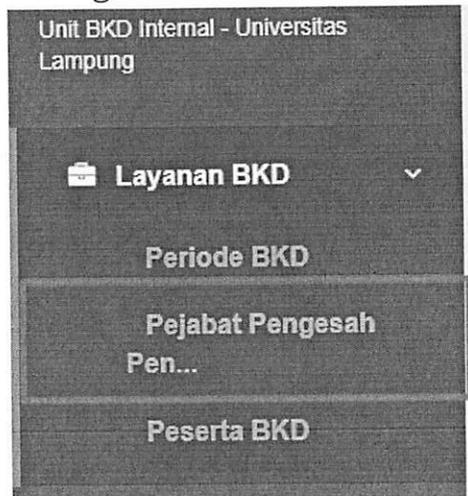 Unit BKD Internal - Universitas
Lampung
Layanan BKD
Periode BKD
Pejabat Pengesah
Pen...
Peserta BKD